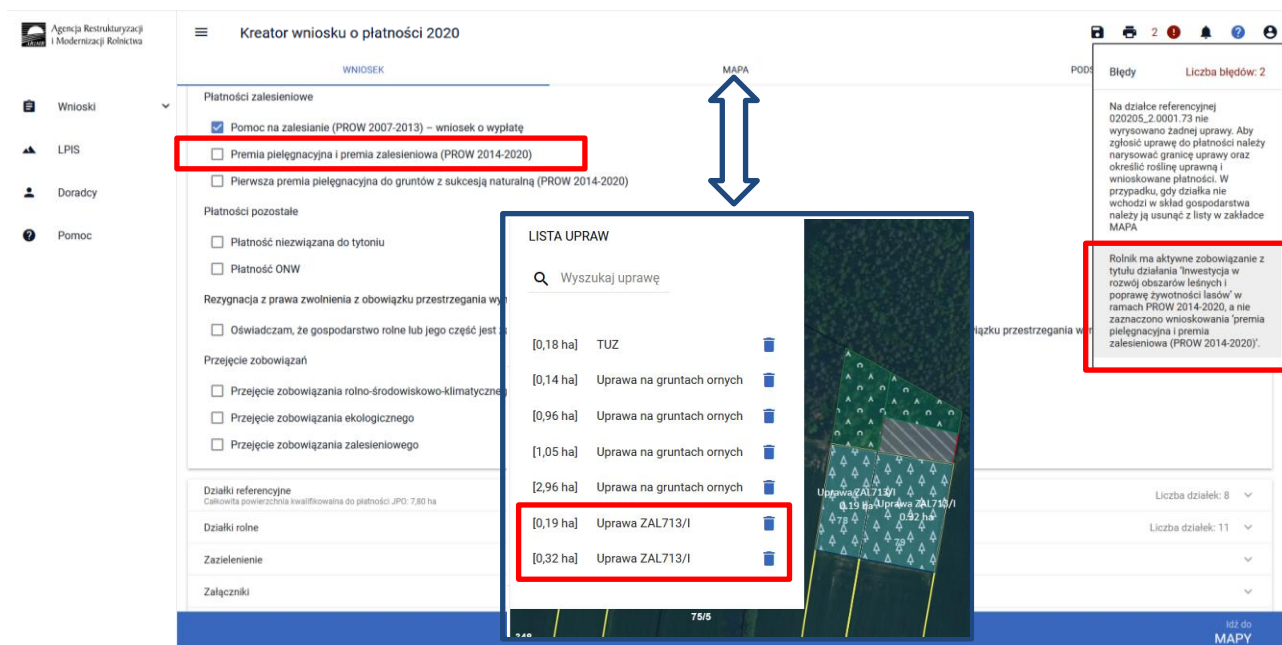 Agencja Restrukturyzacji
i Modernizacji Rolnictwa
Kreator wniosku o płatności 2020
2
WNIOSEK
MAPA
PODS
Wnioski
LPIS
Doradcy
Pomoc
Płatności zalesieniowe
Pomoc na zalesianie (PROW 2007-2013) – wniosek o wypłatę
Premia pielęgnacyjna i premia zalesieniowa (PROW 2014-2020)
Pierwsza premia pielęgnacyjna do gruntów z sukcesją naturalną (PROW 2014-2020)
Płatności pozostałe
Płatność niezwiązana do tytoniu
Płatność ONW
Rezygnacja z prawa zwolnienia z obowiązku przestrzegania wy
Oświadczam, że gospodarstwo rolne lub jego część jest
iązku przestrzegania wy
Przejęcie zobowiązań
Przejęcie zobowiązania rolno-środowiskowo-klimatyczne
Przejęcie zobowiązania ekologicznego
Przejęcie zobowiązania zalesieniowego
Działki referencyjne
Całkowita powierzchnia kwalifikowalna do płatności JPO: 7,80 ha
Liczba działek: 8
Działki rolne
Liczba działek: 11
Zazielenienie
Załączniki
Idź do
MAPY
LISTA UPRAW
Wyszukaj uprawę
[0,18 ha] TUZ
[0,14 ha] Uprawa na gruntach ornych
[0,96 ha] Uprawa na gruntach ornych
[1,05 ha] Uprawa na gruntach ornych
[2,96 ha] Uprawa na gruntach ornych
[0,19 ha] Uprawa ZAL713/I
[0,32 ha] Uprawa ZAL713/I
Uprawa ZAL713/I
0.19 ha
Uprawa ZAL713/I
0.32 ha
78
79
75/5
348
Błędy Liczba błędów: 2
Na działce referencyjnej
020205_2.0001.73 nie
wyrysowano żadnej uprawy. Aby
zgłosić uprawę do płatności należy
narysować granicę uprawy oraz
określić roślinę uprawną i
wnioskowane płatności. W
przypadku, gdy działka nie
wchodzi w skład gospodarstwa
należy ją usunąć z listy w zakładce
MAPA
Rolnik ma aktywne zobowiązanie z
tytułu działania 'Inwestycja w
rozwój obszarów leśnych i
poprawę żywotności lasów' w
ramach PROW 2014-2020, a nie
zaznaczono wnioskowania 'premia
pielęgnacyjna i premia
zalesieniowa (PROW 2014-2020)'.